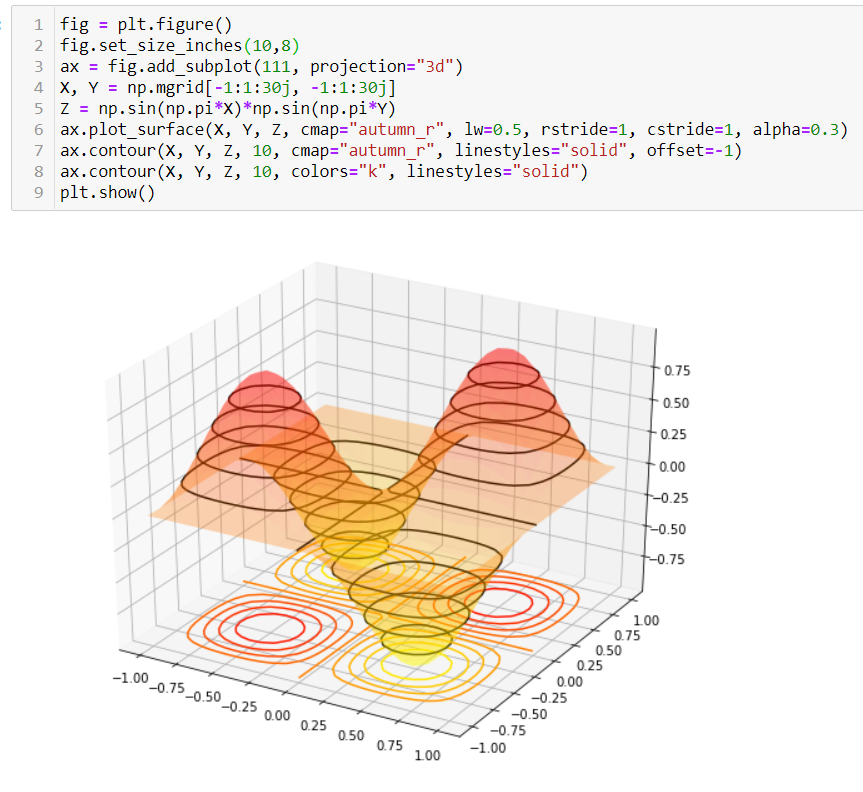 1 fig = plt.figure()
2 fig.set_size_inches(10,8)
3 ax = fig.add_subplot(111, projection="3d")
4 X, Y = np.mgrid[-1:1:30j, -1:1:30j]
5 Z = np.sin(np.pi*X)*np.sin(np.pi*Y)
6 ax.plot_surface(X, Y, Z, cmap="autumn_r", lw=0.5, rstride=1, cstride=1, alpha=0.3)
7 ax.contour(X, Y, Z, 10, cmap="autumn_r", linestyles="solid", offset=-1)
8 ax.contour(X, Y, Z, 10, colors="k", linestyles="solid")
9 plt.show()
0.75
0.50
0.25
0.00
−0.25
−0.50
−0.75
−1.00
−0.75
−0.50
−0.25
0.00
0.25
0.50
0.75
1.00
1.00
0.75
0.50
0.25
0.00
−0.25
−0.50
−0.75
−1.00